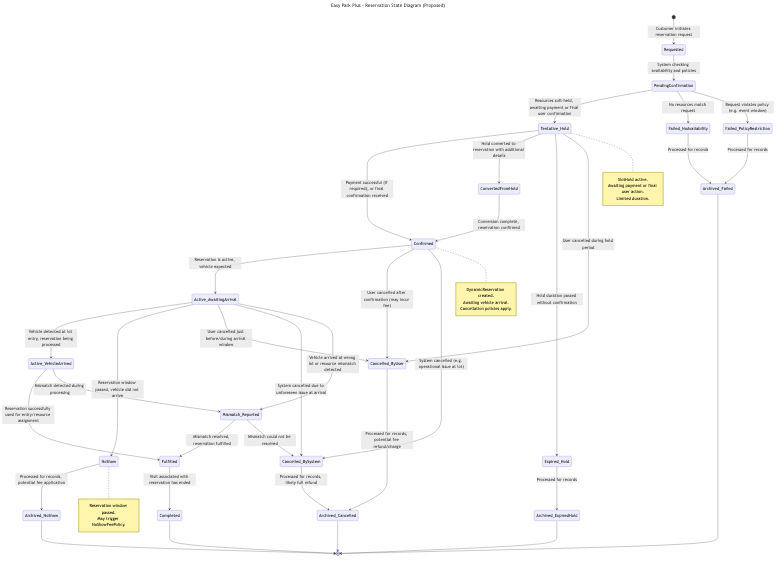 Easy Park Plus - Reservation State Diagram (Proposed)
Customer initiates
reservation request
Requested
System checking
availability and policies
PendingConfirmation
Resources soft-held,
awaiting payment or final
user confirmation
No resources match
request
Request violates policy
(e.g. event window)
Tentative_Hold
Failed_NoAvailability
Failed_PolicyRestriction
Hold converted to
reservation with additional
details
Processed for records
Processed for records
Payment successful (if
required), or final
confirmation received
ConvertedFromHold
SlotHold active.
Awaiting payment or final
user action.
Limited duration.
Archived_Failed
Conversion complete,
reservation confirmed
Confirmed
User cancelled during hold
period
Reservation is active,
vehicle expected
Active_AwaitingArrival
User cancelled after
confirmation (may incur
fee)
DynamicReservation
created.
Awaiting vehicle arrival.
Cancellation policies apply.
Hold duration passed
without confirmation
Vehicle detected at lot
entry, reservation being
processed
User cancelled just
before/during arrival
window
Active_VehicleArrived
Vehicle arrived at wrong
lot or resource mismatch
detected
Cancelled_ByUser
System cancelled (e.g.
operational issue at lot)
Mismatch detected during
processing
Reservation window
passed, vehicle did not
arrive
System cancelled due to
unforeseen issue at arrival
Reservation successfully
used for entry/resource
assignment
Mismatch_Reported
Mismatch resolved,
reservation fulfilled
Mismatch could not be
resolved
Processed for records,
potential fee
refund/charge
NoShow
Fulfilled
Cancelled_BySystem
Expired_Hold
Processed for records,
potential fee application
Visit associated with
reservation has ended
Processed for records,
likely full refund
Processed for records
Archived_NoShow
Reservation window
passed.
May trigger
NoShowFeePolicy.
Completed
Archived_Cancelled
Archived_ExpiredHold